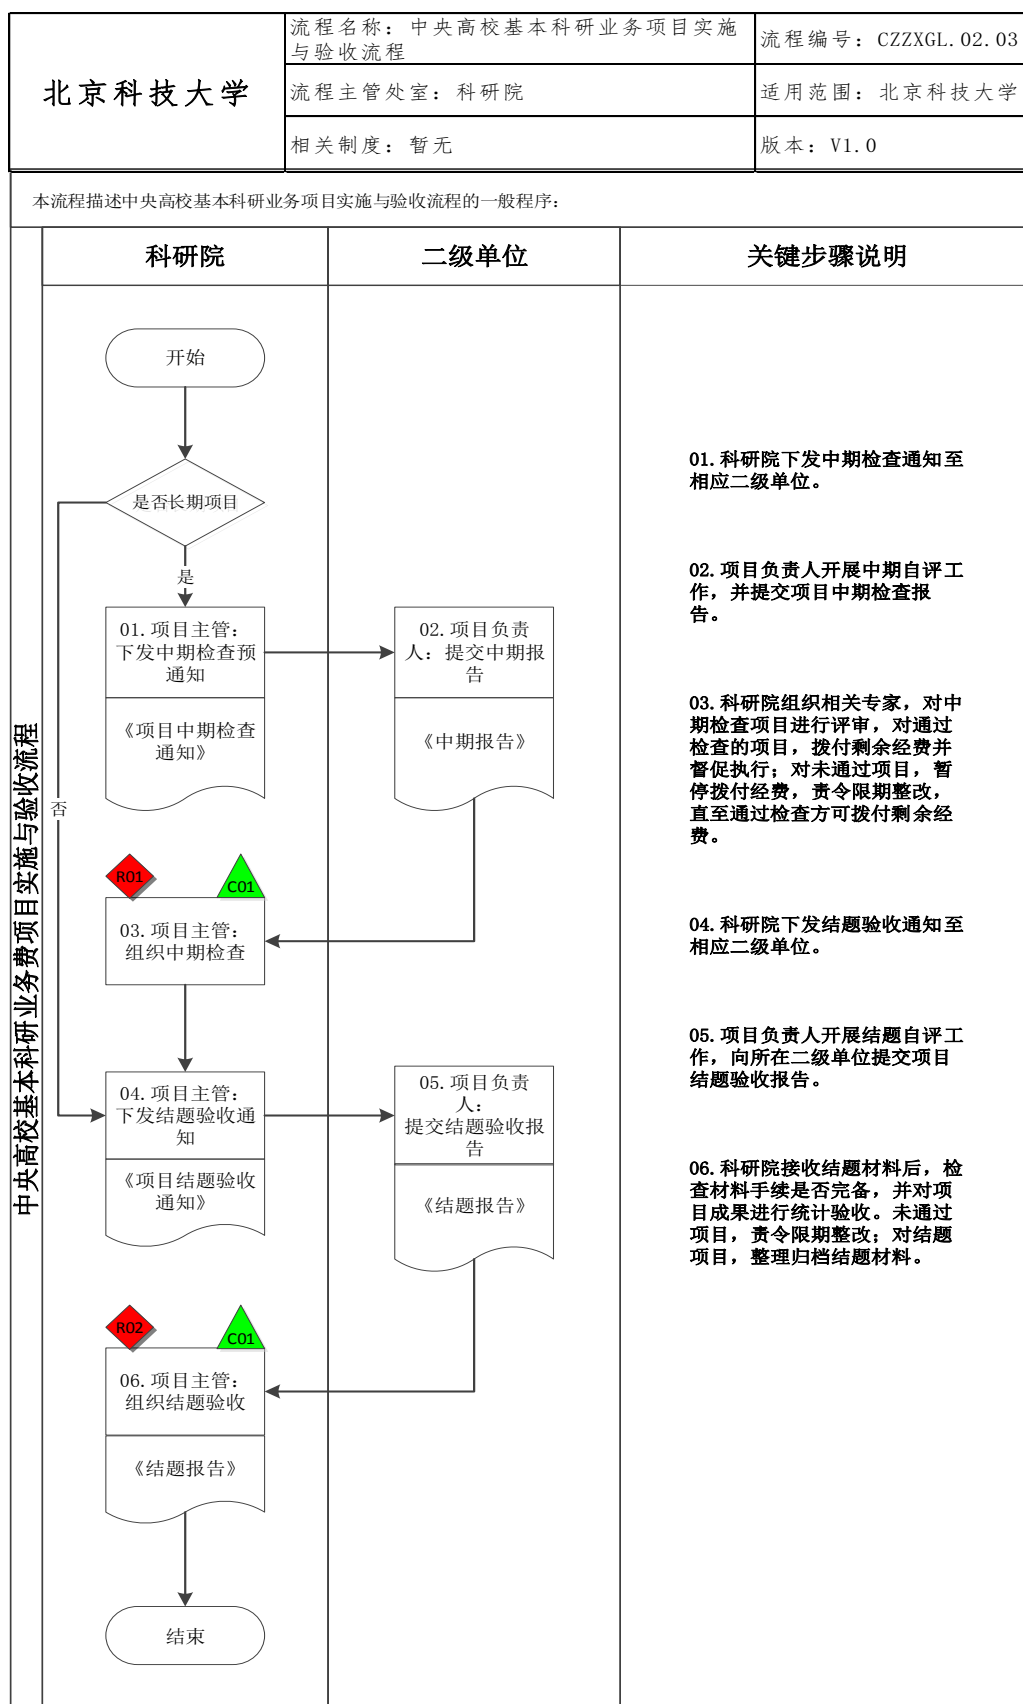 北京科技大学
流程名称：中央高校基本科研业务项目实施
与验收流程
流程编号：CZZXGL.02.03
流程主管处室：科研院
适用范围：北京科技大学
相关制度：暂无
版本：V1.0
本流程描述中央高校基本科研业务项目实施与验收流程的一般程序：
中央高校基本科研业务费项目实施与验收流程
科研院
二级单位
关键步骤说明
开始
是否长期项目
是
否
01.项目主管：
下发中期检查预
通知
《项目中期检查
通知》
02.项目负责
人：提交中期报
告
《中期报告》
R01
C01
03.项目主管：
组织中期检查
04.项目主管：
下发结题验收通
知
《项目结题验收
通知》
05.项目负责
人：
提交结题验收报
告
《结题报告》
R02
C01
06.项目主管：
组织结题验收
《结题报告》
结束
01.科研院下发中期检查通知至
相应二级单位。
02.项目负责人开展中期自评工
作，并提交项目中期检查报
告。
03.科研院组织相关专家，对中
期检查项目进行评审，对通过
检查的项目，拨付剩余经费并
督促执行；对未通过项目，暂
停拨付经费，责令限期整改，
直至通过检查方可拨付剩余经
费。
04.科研院下发结题验收通知至
相应二级单位。
05.项目负责人开展结题自评工
作，向所在二级单位提交项目
结题验收报告。
06.科研院接收结题材料后，检
查材料手续是否完备，并对项
目成果进行统计验收。未通过
项目，责令限期整改；对结题
项目，整理归档结题材料。